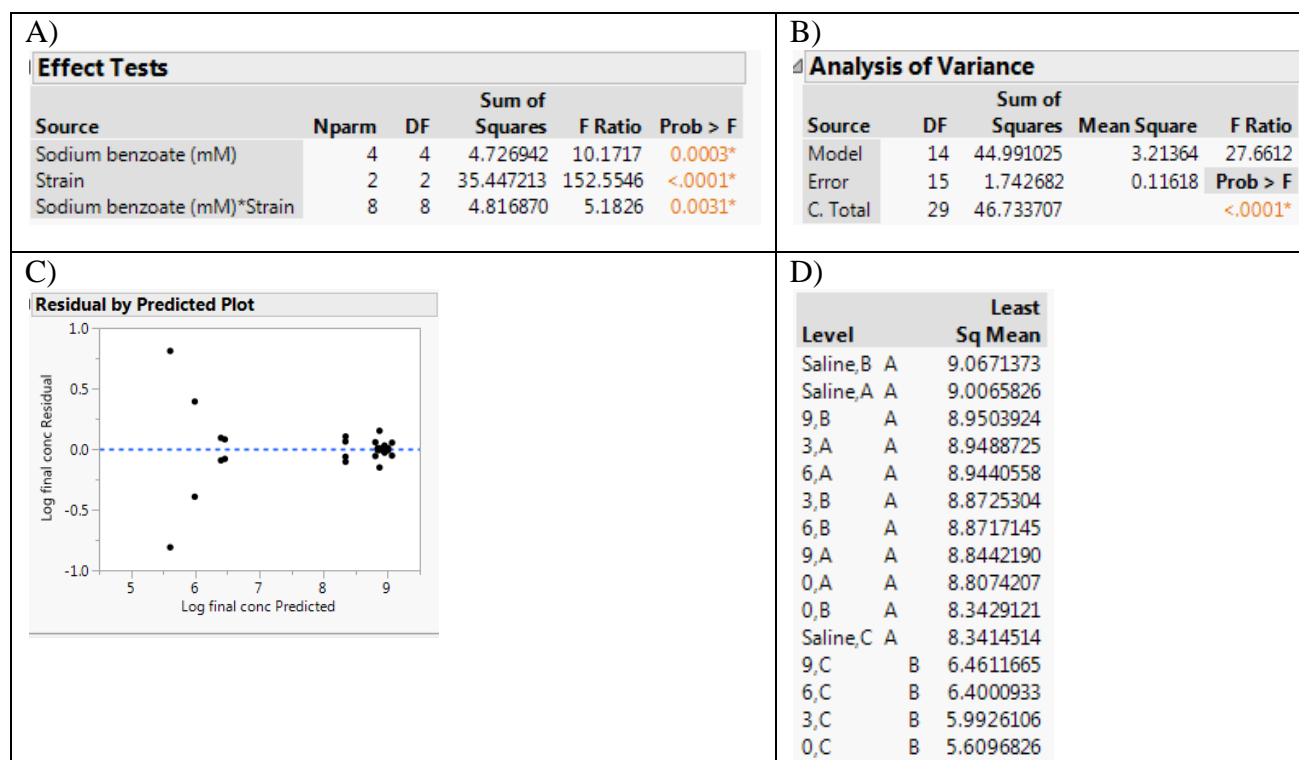 A)
Effect Tests
Sum of
Source Nparm DF Squares F Ratio Prob > F
Sodium benzoate (mM) 4 4 4.726942 10.1717 0.0003*
Strain 2 2 35.447213 152.5546 <.0001*
Sodium benzoate (mM)*Strain 8 8 4.816870 5.1826 0.0031*
B)
Analysis of Variance
Sum of
Source DF Squares Mean Square F Ratio
Model 14 44.991025 3.21364 27.6612
Error 15 1.742682 0.11618 Prob > F
C. Total 29 46.733707 <.0001*
C)
Residual by Predicted Plot
Log final conc Residual
1.0
0.5
0.0
-0.5
-1.0
5 6 7 8 9
Log final conc Predicted
D)
Least
Level Sq Mean
Saline,B A 9.0671373
Saline,A A 9.0065826
9,B A 8.9503924
3,A A 8.9488725
6,A A 8.9440558
3,B A 8.8725304
6,B A 8.8717145
9,A A 8.8442190
0,A A 8.8074207
0,B A 8.3429121
Saline,C A 8.3414514
9,C B 6.4611665
6,C B 6.4000933
3,C B 5.9926106
0,C B 5.6096826